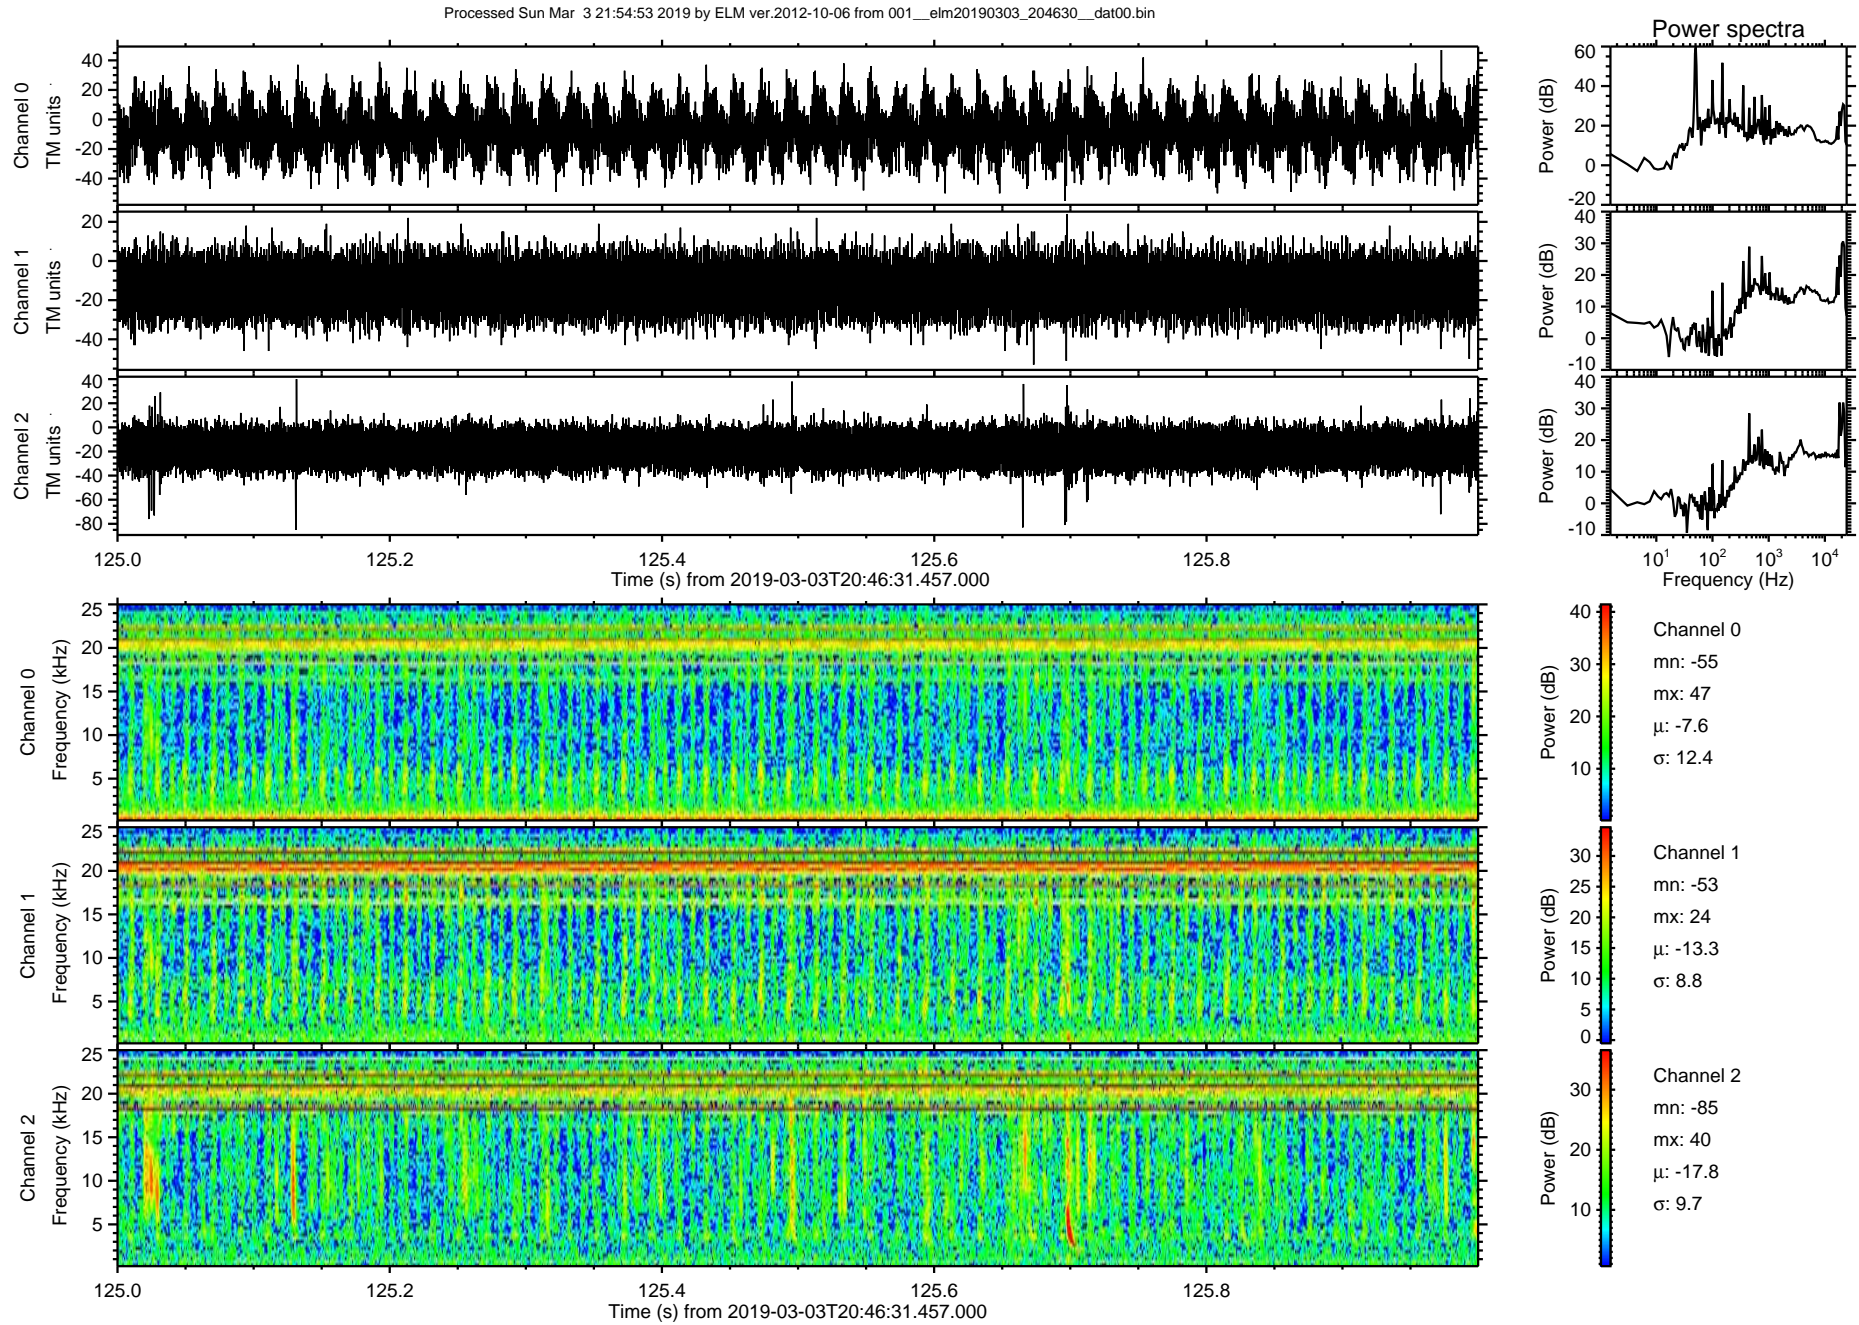 Processed Sun Mar  3 21:54:53 2019 by ELM ver.2012-10-06 from 001__elm20190303_204630__dat00.bin
Power spectra
Channel 0
TM units
40
20
0
-20
-40
Power (dB)
60
40
20
0
-20
Channel 1
TM units
20
0
-20
-40
Power (dB)
40
30
20
10
0
-10
Channel 2
TM units
40
20
0
-20
-40
-60
-80
Power (dB)
40
30
20
10
0
-10
125.0 125.2 125.4 125.6 125.8
Time (s) from 2019-03-03T20:46:31.457.000
10¹ 10² 10³ 10⁴
Frequency (Hz)
Channel 0
Frequency (kHz)
25
20
15
10
5
Power (dB)
40
30
20
10
Channel 0
mn: -55
mx: 47
μ: -7.6
σ: 12.4
Channel 1
Frequency (kHz)
25
20
15
10
5
Power (dB)
30
25
20
15
10
5
0
Channel 1
mn: -53
mx: 24
μ: -13.3
σ: 8.8
Channel 2
Frequency (kHz)
25
20
15
10
5
Power (dB)
30
20
10
Channel 2
mn: -85
mx: 40
μ: -17.8
σ: 9.7
125.0 125.2 125.4 125.6 125.8
Time (s) from 2019-03-03T20:46:31.457.000